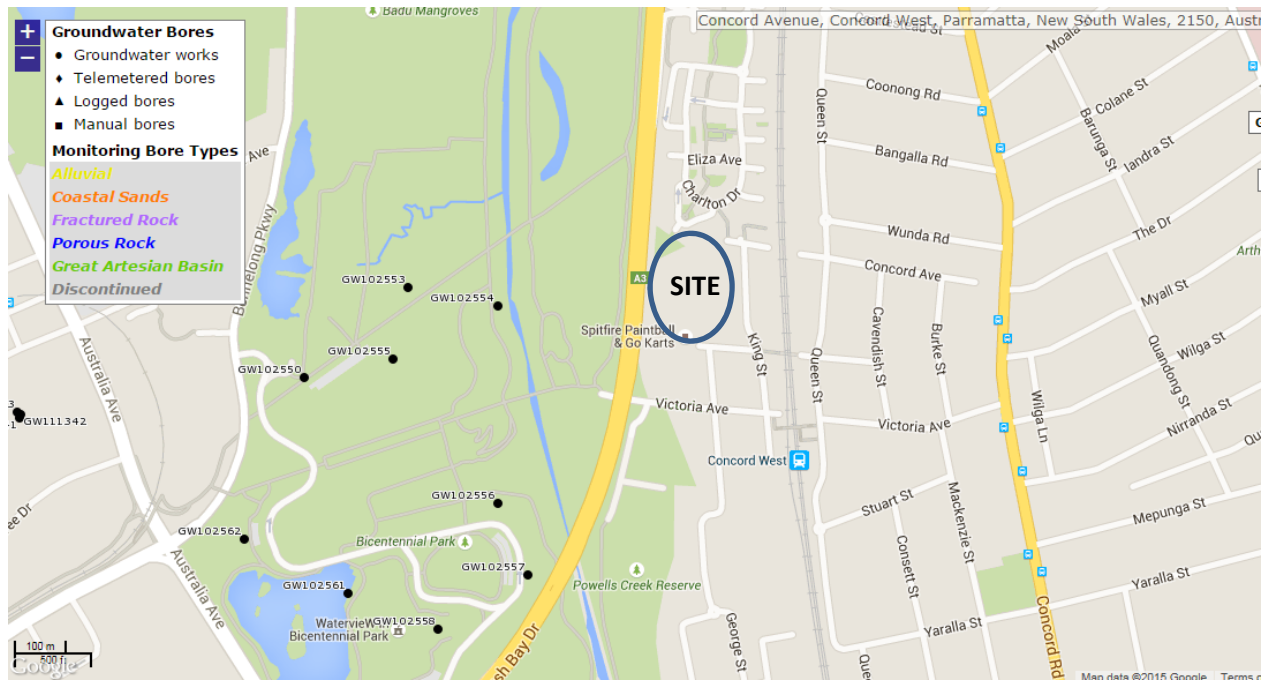 Badu Mangroves
Concord Avenue, Concord West, Parramatta, New South Wales, 2150, Austr
+
−
Groundwater Bores
Groundwater works
Telemetered bores
Logged bores
Manual bores
Monitoring Bore Types
Alluvial
Coastal Sands
Fractured Rock
Porous Rock
Great Artesian Basin
Discontinued
Ave
Bennelong Pkwy
Australia Ave
Australia Ave
ee Dr
GW102553
GW102554
GW102555
GW102550
3
GW111342
-1
GW102556
GW102562
Bicentennial Park
GW102557
GW102561
GW102558
Bicentennial Park
Powells Creek Reserve
sh Bay Dr
A3
SITE
Spitfire Paintball
& Go Karts
Eliza Ave
Charlton Dr
King St
Queen St
Queen St
Victoria Ave
Victoria Ave
Concord West
George St
Coonong Rd
Bangalla Rd
Wunda Rd
Concord Ave
Cavendish St
Burke St
Stuart St
Mackenzie St
Consett St
Yaralla St
Yaralla St
Concord Rd
Wilga Ln
Wilga St
Nirranda St
Mepunga St
Quandong St
Myall St
The Dr
Iandra St
Colane St
Barunga St
G
100 m
500 f
Google
Map data ©2015 Google
Terms o